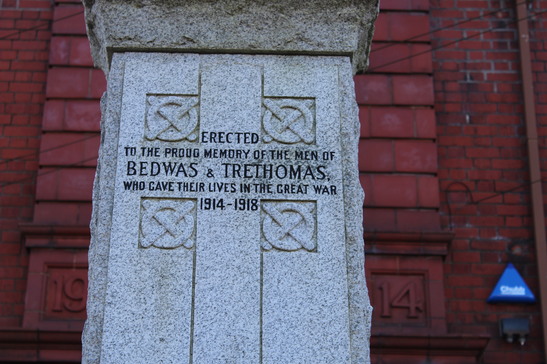 ERECTED
TO THE PROUD MEMORY OF THE MEN OF
BEDWAS & TRETHOMAS,
WHO GAVE THEIR LIVES IN THE GREAT WAR
1914-1918
19
14
Chubb